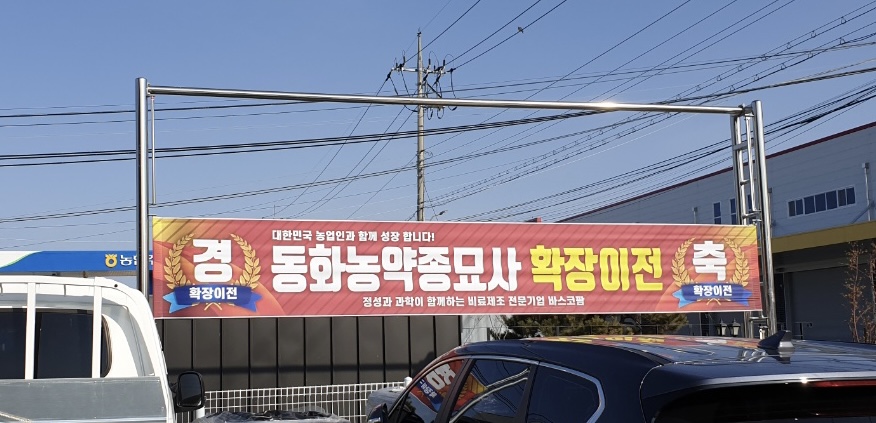 대한민국 농업인과 함께 성장 합니다!
경
확장이전
동화농약종묘사 확장이전
축
확장이전
정성과 과학이 함께하는 비료제조 전문기업 바스코팜
농협